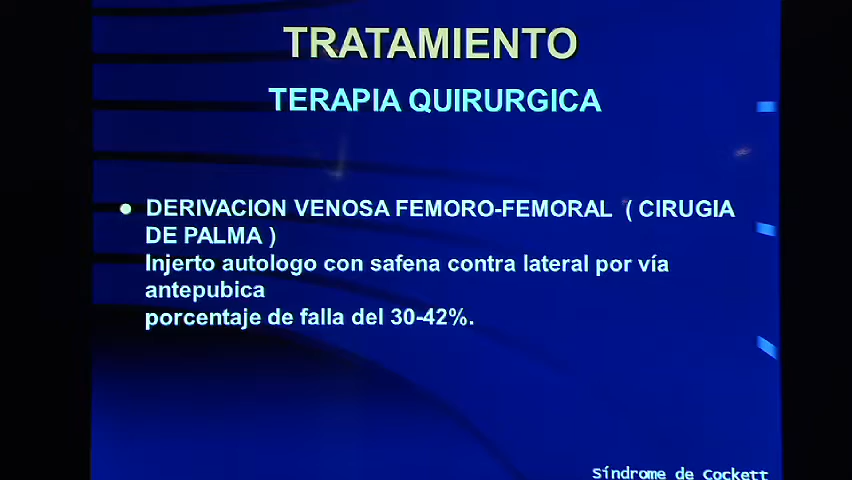 TRATAMIENTO
TERAPIA QUIRURGICA
● DERIVACION VENOSA FEMORO-FEMORAL ( CIRUGIA
DE PALMA )
Injerto autologo con safena contra lateral por vía
antepubica
porcentaje de falla del 30-42%.
Síndrome de Cockett